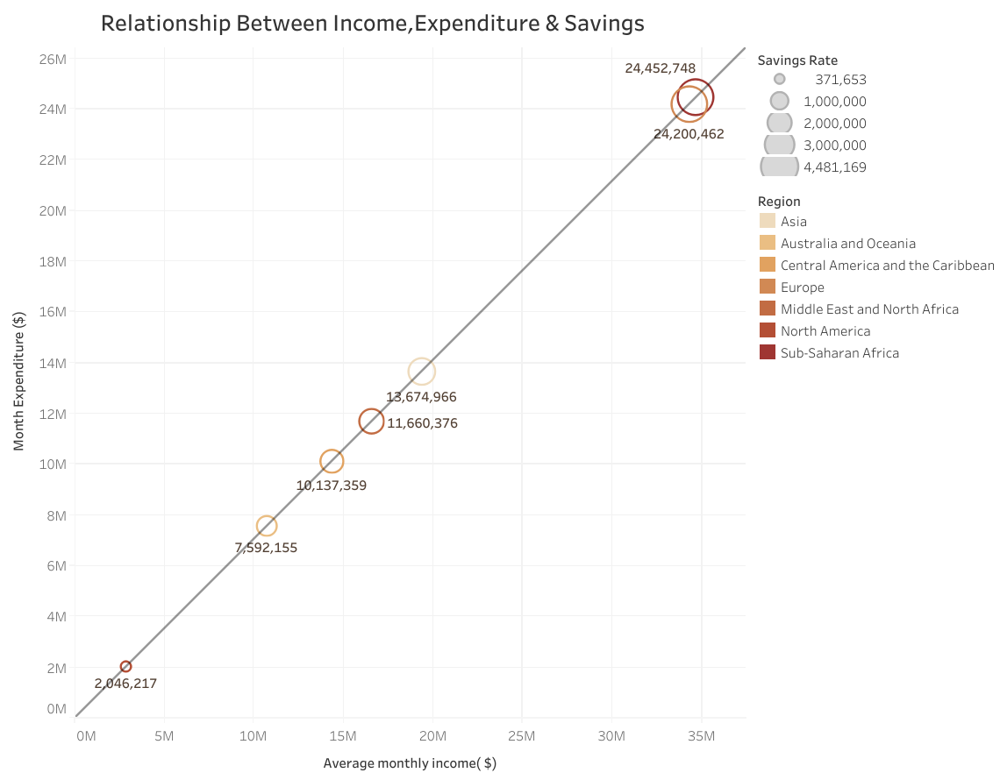 Relationship Between Income,Expenditure & Savings
26M
24M
22M
20M
18M
16M
14M
12M
10M
8M
6M
4M
2M
0M
Month Expenditure ($)
24,452,748
24,200,462
13,674,966
11,660,376
10,137,359
7,592,155
2,046,217
0M 5M 10M 15M 20M 25M 30M 35M
Average monthly income( $)
Savings Rate
371,653
1,000,000
2,000,000
3,000,000
4,481,169
Region
Asia
Australia and Oceania
Central America and the Caribbean
Europe
Middle East and North Africa
North America
Sub-Saharan Africa